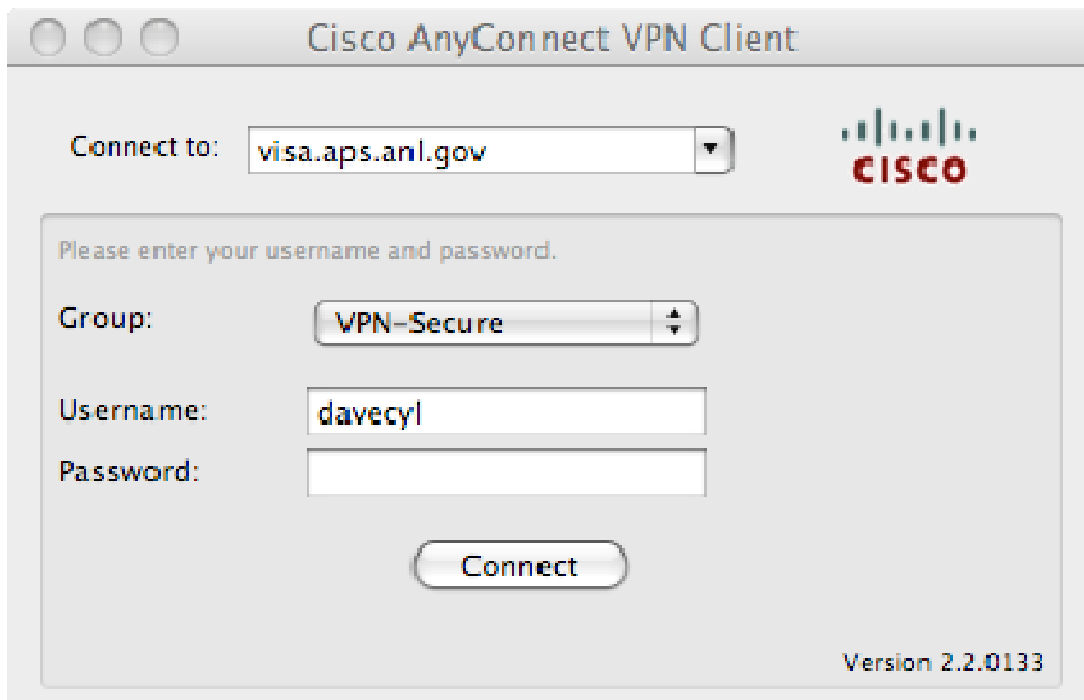 Cisco AnyConnect VPN Client
Connect to: visa.aps.anl.gov
CISCO
Please enter your username and password.
Group: VPN-Secure
Username: davecyl
Password:
Connect
Version 2.2.0133